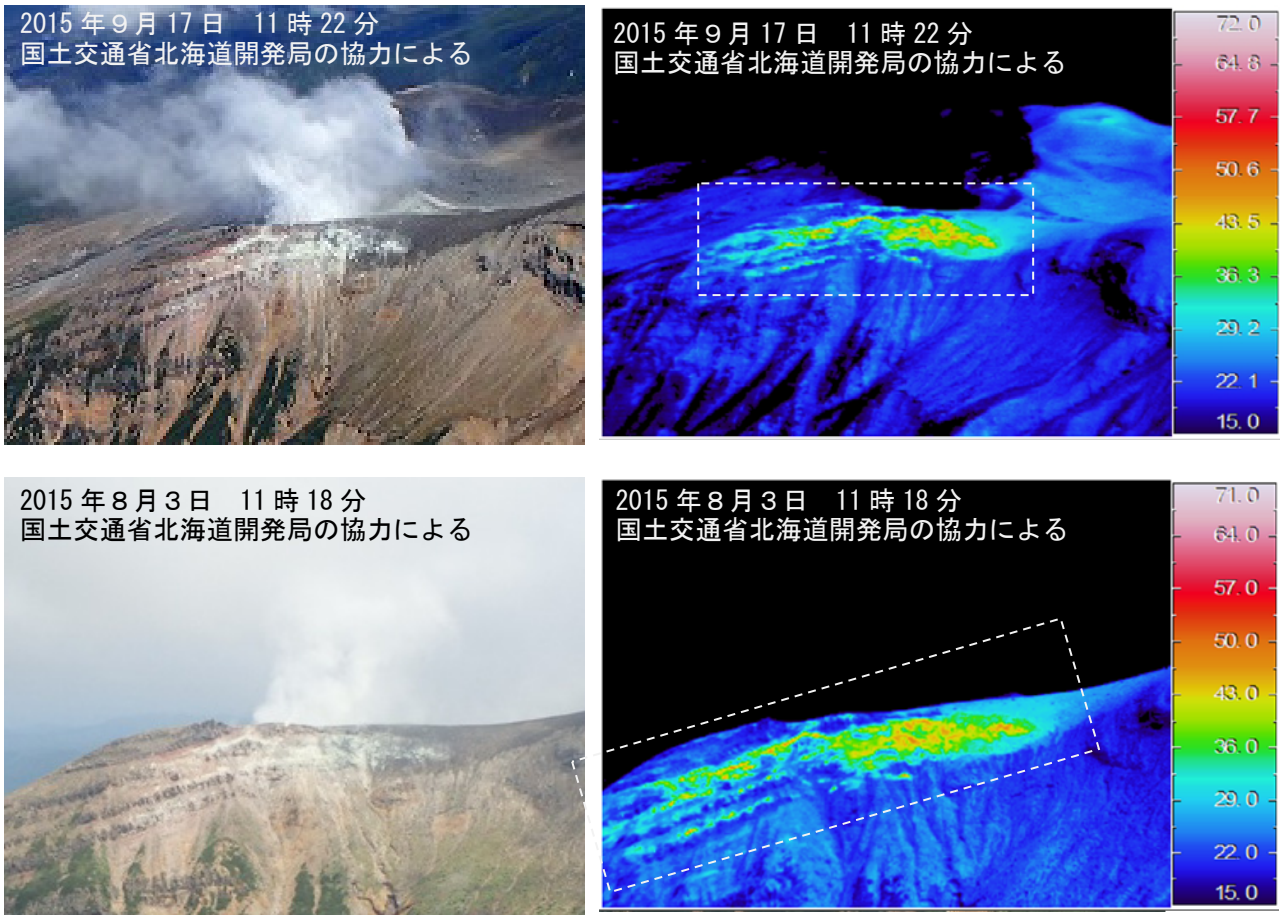 2015年９月17日　11時22分
国土交通省北海道開発局の協力による
2015年９月17日　11時22分
国土交通省北海道開発局の協力による
72.0
64.8
57.7
50.6
43.5
36.3
29.2
22.1
15.0
2015年８月３日　11時18分
国土交通省北海道開発局の協力による
2015年８月３日　11時18分
国土交通省北海道開発局の協力による
71.0
64.0
57.0
50.0
43.0
36.0
29.0
22.0
15.0